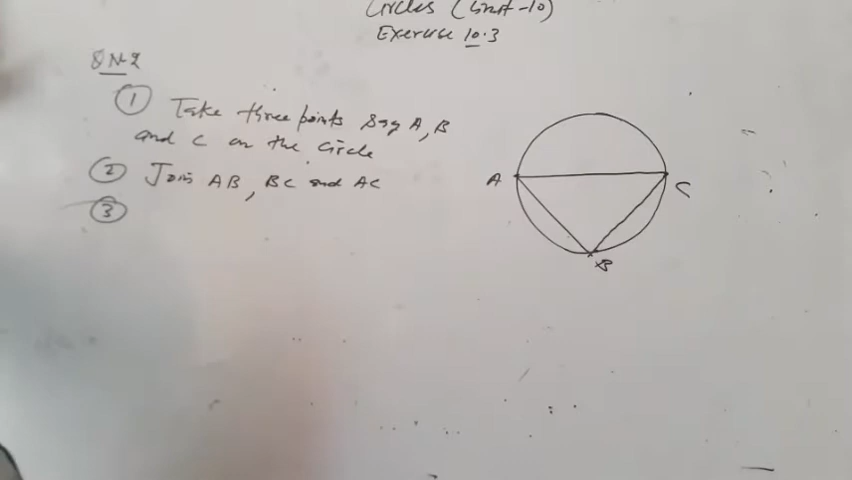 Circles (Unit-10)
Exercise 10.3
Q N 2
① Take three points say A, B
and C on the circle
② Join AB, BC and AC
③
A
C
B